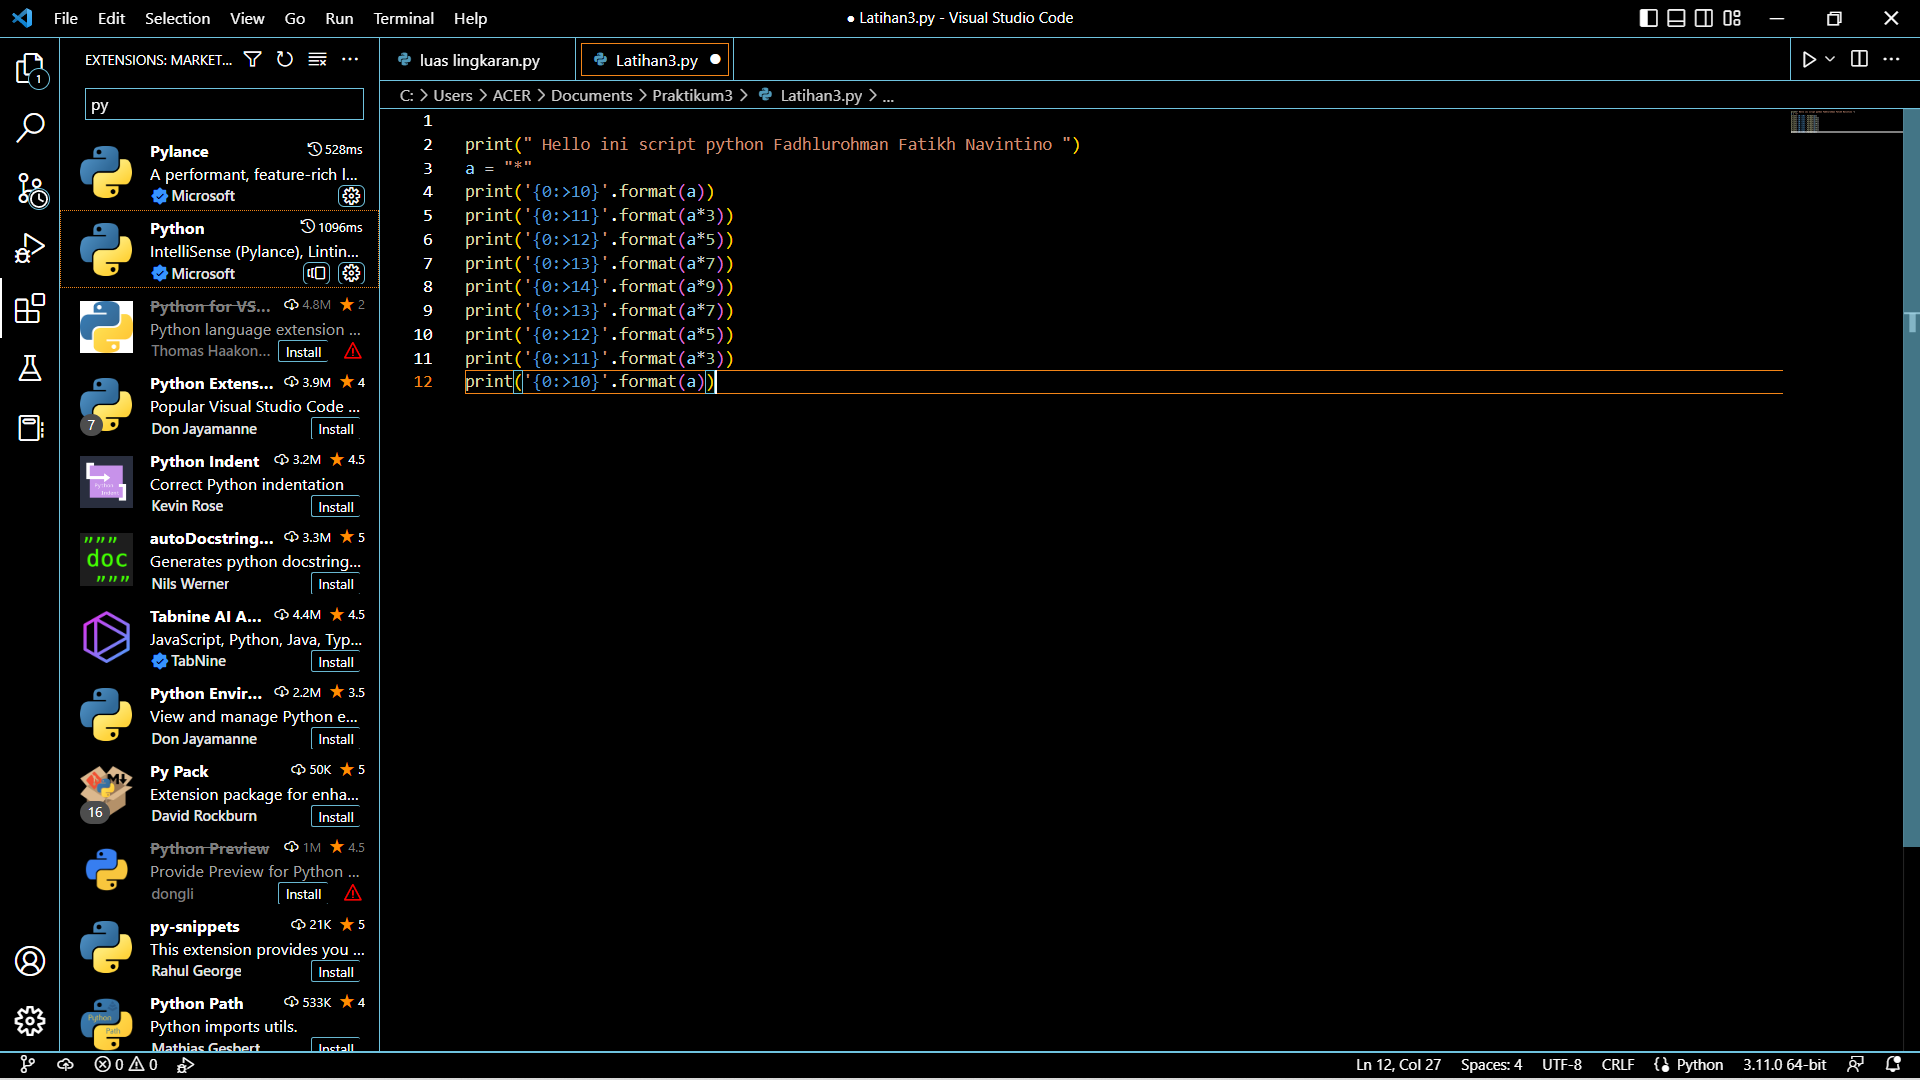 File Edit Selection View Go Run Terminal Help
● Latihan3.py - Visual Studio Code
EXTENSIONS: MARKET...
py
Pylance 528ms
A performant, feature-rich l...
Microsoft
Python 1096ms
IntelliSense (Pylance), Lintin...
Microsoft
Python for VS... 4.8M ★ 2
Python language extension ...
Thomas Haakon... Install
Python Extens... 3.9M ★ 4
Popular Visual Studio Code ...
7
Don Jayamanne Install
Python Indent 3.2M ★ 4.5
Correct Python indentation
Kevin Rose Install
autoDocstring... 3.3M ★ 5
""" doc """
Generates python docstring...
Nils Werner Install
Tabnine AI A... 4.4M ★ 4.5
JavaScript, Python, Java, Typ...
TabNine Install
Python Envir... 2.2M ★ 3.5
View and manage Python e...
Don Jayamanne Install
Py Pack 50K ★ 5
Extension package for enha...
16
David Rockburn Install
Python Preview 1M ★ 4.5
Provide Preview for Python ...
dongli Install
py-snippets 21K ★ 5
This extension provides you ...
Rahul George Install
Python Path 533K ★ 4
Python imports utils.
Mathias Gesbert Install
1
luas lingkaran.py
Latihan3.py ●
C: > Users > ACER > Documents > Praktikum3 > Latihan3.py > ...
1
2 print(" Hello ini script python Fadhlurohman Fatikh Navintino ")
3 a = "*"
4 print('{0:>10}'.format(a))
5 print('{0:>11}'.format(a*3))
6 print('{0:>12}'.format(a*5))
7 print('{0:>13}'.format(a*7))
8 print('{0:>14}'.format(a*9))
9 print('{0:>13}'.format(a*7))
10 print('{0:>12}'.format(a*5))
11 print('{0:>11}'.format(a*3))
12 print('{0:>10}'.format(a))
0 0
Ln 12, Col 27 Spaces: 4 UTF-8 CRLF Python 3.11.0 64-bit